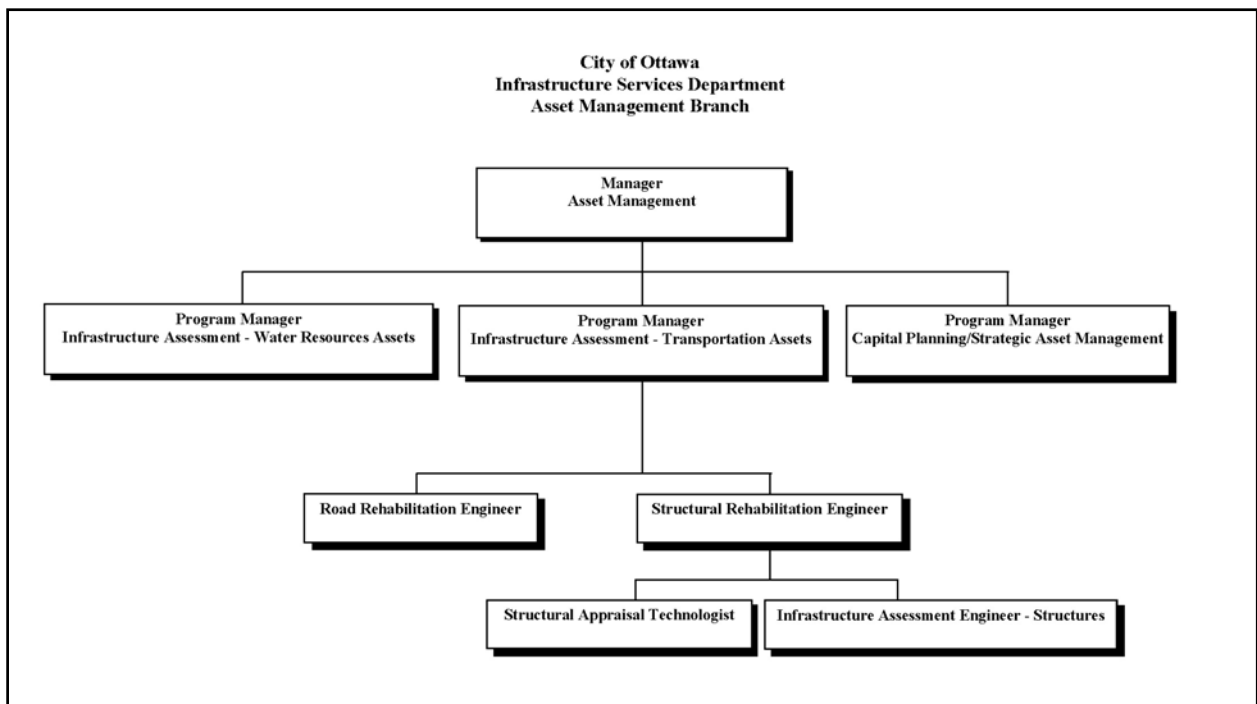 City of Ottawa
Infrastructure Services Department
Asset Management Branch
Manager
Asset Management
Program Manager
Infrastructure Assessment - Water Resources Assets
Program Manager
Infrastructure Assessment - Transportation Assets
Program Manager
Capital Planning/Strategic Asset Management
Road Rehabilitation Engineer
Structural Rehabilitation Engineer
Structural Appraisal Technologist
Infrastructure Assessment Engineer - Structures